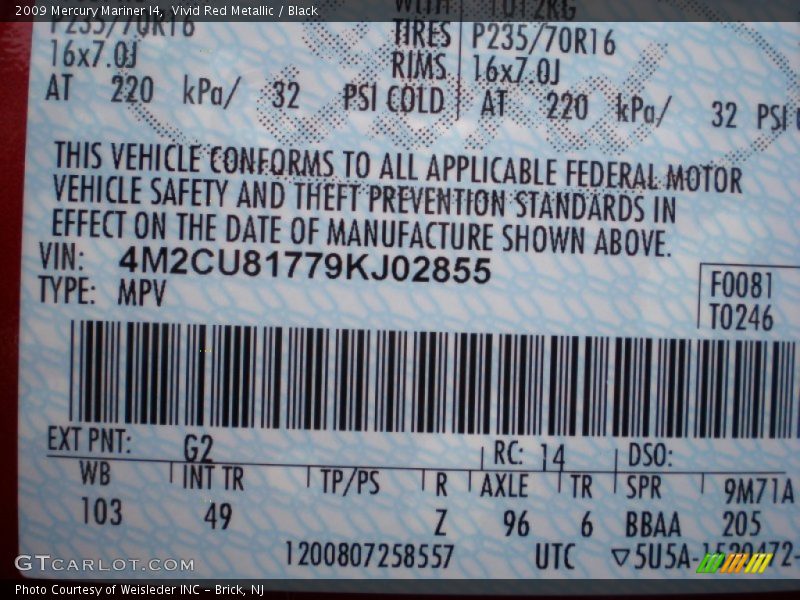 2009 Mercury Mariner I4, Vivid Red Metallic / Black
WITH 1012KG
P235/70R16 TIRES P235/70R16
16x7.0J RIMS 16x7.0J
AT 220 kPa/ 32 PSI COLD AT 220 kPa/ 32 PSI
THIS VEHICLE CONFORMS TO ALL APPLICABLE FEDERAL MOTOR
VEHICLE SAFETY AND THEFT PREVENTION STANDARDS IN
EFFECT ON THE DATE OF MANUFACTURE SHOWN ABOVE.
VIN: 4M2CU81779KJ02855
F0081
TYPE: MPV
T0246
EXT PNT: G2 RC: 14 DSO:
WB INT TR TP/PS R AXLE TR SPR 9M71A
103 49 Z 96 6 BBAA 205
1200807258557 UTC ▽5U5A-1520472-
GTCARLOT.COM
Photo Courtesy of Weisleder INC - Brick, NJ